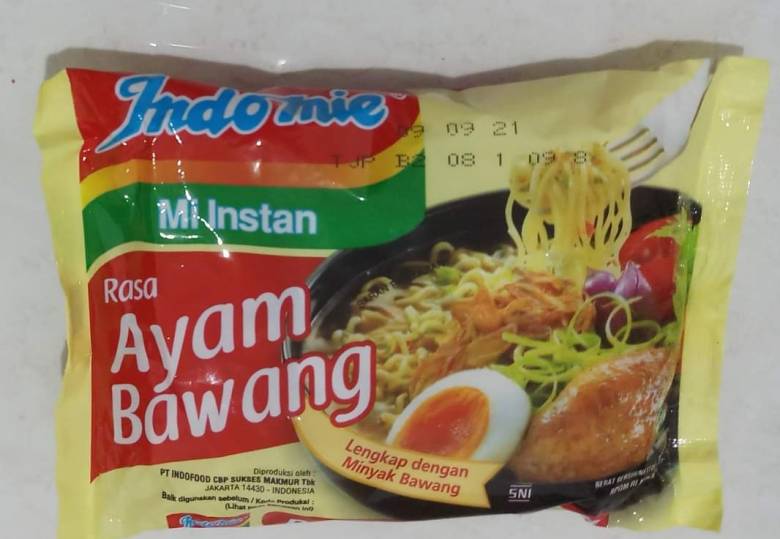 Indomie
09 09 21
TJP B2 08 1 09 8
Mi Instan
Rasa
Ayam
Bawang
Lengkap dengan
Minyak Bawang
Diproduksi oleh :
PT INDOFOOD CBP SUKSES MAKMUR Tbk
JAKARTA 14430 - INDONESIA
Baik digunakan sebelum / Kode Produksi :
SNI